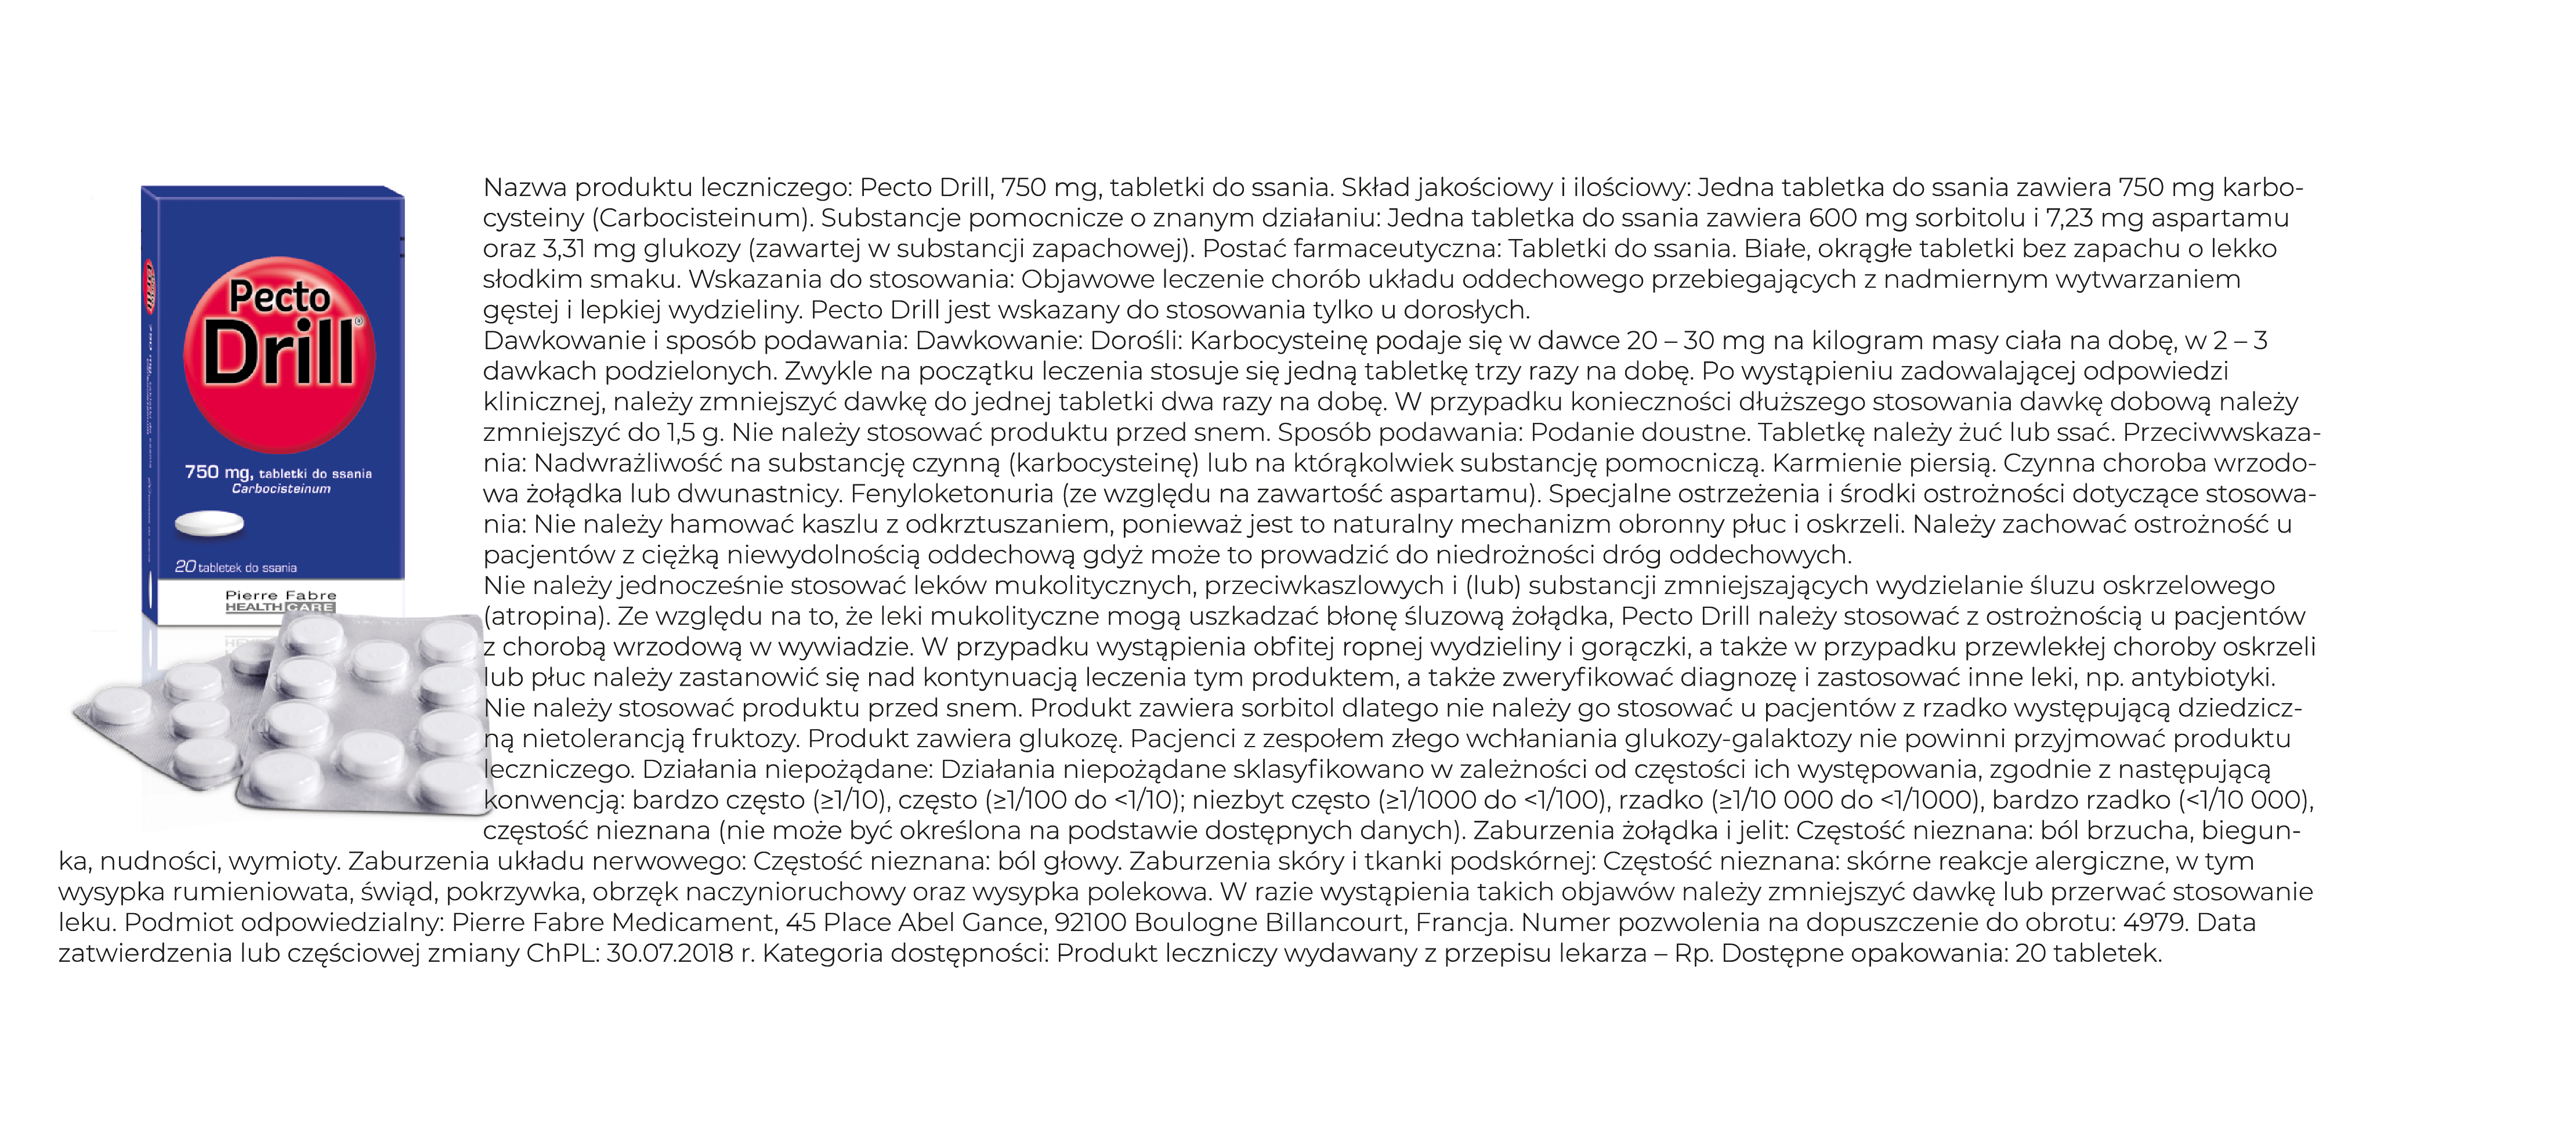 Pecto
Drill®
750 mg, tabletki do ssania
Carbocisteinum
20 tabletek do ssania
Pierre Fabre
HEALTH CARE
Nazwa produktu leczniczego: Pecto Drill, 750 mg, tabletki do ssania. Skład jakościowy i ilościowy: Jedna tabletka do ssania zawiera 750 mg karbo-
cysteiny (Carbocisteinum). Substancje pomocnicze o znanym działaniu: Jedna tabletka do ssania zawiera 600 mg sorbitolu i 7,23 mg aspartamu
oraz 3,31 mg glukozy (zawartej w substancji zapachowej). Postać farmaceutyczna: Tabletki do ssania. Białe, okrągłe tabletki bez zapachu o lekko
słodkim smaku. Wskazania do stosowania: Objawowe leczenie chorób układu oddechowego przebiegających z nadmiernym wytwarzaniem
gęstej i lepkiej wydzieliny. Pecto Drill jest wskazany do stosowania tylko u dorosłych.
Dawkowanie i sposób podawania: Dawkowanie: Dorośli: Karbocysteinę podaje się w dawce 20 – 30 mg na kilogram masy ciała na dobę, w 2 – 3
dawkach podzielonych. Zwykle na początku leczenia stosuje się jedną tabletkę trzy razy na dobę. Po wystąpieniu zadowalającej odpowiedzi
klinicznej, należy zmniejszyć dawkę do jednej tabletki dwa razy na dobę. W przypadku konieczności dłuższego stosowania dawkę dobową należy
zmniejszyć do 1,5 g. Nie należy stosować produktu przed snem. Sposób podawania: Podanie doustne. Tabletkę należy żuć lub ssać. Przeciwwskaza-
nia: Nadwrażliwość na substancję czynną (karbocysteinę) lub na którąkolwiek substancję pomocniczą. Karmienie piersią. Czynna choroba wrzodo-
wa żołądka lub dwunastnicy. Fenyloketonuria (ze względu na zawartość aspartamu). Specjalne ostrzeżenia i środki ostrożności dotyczące stosowa-
nia: Nie należy hamować kaszlu z odkrztuszaniem, ponieważ jest to naturalny mechanizm obronny płuc i oskrzeli. Należy zachować ostrożność u
pacjentów z ciężką niewydolnością oddechową gdyż może to prowadzić do niedrożności dróg oddechowych.
Nie należy jednocześnie stosować leków mukolitycznych, przeciwkaszlowych i (lub) substancji zmniejszających wydzielanie śluzu oskrzelowego
(atropina). Ze względu na to, że leki mukolityczne mogą uszkadzać błonę śluzową żołądka, Pecto Drill należy stosować z ostrożnością u pacjentów
z chorobą wrzodową w wywiadzie. W przypadku wystąpienia obfitej ropnej wydzieliny i gorączki, a także w przypadku przewlekłej choroby oskrzeli
lub płuc należy zastanowić się nad kontynuacją leczenia tym produktem, a także zweryfikować diagnozę i zastosować inne leki, np. antybiotyki.
Nie należy stosować produktu przed snem. Produkt zawiera sorbitol dlatego nie należy go stosować u pacjentów z rzadko występującą dziedzicz-
ną nietolerancją fruktozy. Produkt zawiera glukozę. Pacjenci z zespołem złego wchłaniania glukozy-galaktozy nie powinni przyjmować produktu
leczniczego. Działania niepożądane: Działania niepożądane sklasyfikowano w zależności od częstości ich występowania, zgodnie z następującą
konwencją: bardzo często (≥1/10), często (≥1/100 do <1/10); niezbyt często (≥1/1000 do <1/100), rzadko (≥1/10 000 do <1/1000), bardzo rzadko (<1/10 000),
częstość nieznana (nie może być określona na podstawie dostępnych danych). Zaburzenia żołądka i jelit: Częstość nieznana: ból brzucha, biegun-
ka, nudności, wymioty. Zaburzenia układu nerwowego: Częstość nieznana: ból głowy. Zaburzenia skóry i tkanki podskórnej: Częstość nieznana: skórne reakcje alergiczne, w tym
wysypka rumieniowata, świąd, pokrzywka, obrzęk naczynioruchowy oraz wysypka polekowa. W razie wystąpienia takich objawów należy zmniejszyć dawkę lub przerwać stosowanie
leku. Podmiot odpowiedzialny: Pierre Fabre Medicament, 45 Place Abel Gance, 92100 Boulogne Billancourt, Francja. Numer pozwolenia na dopuszczenie do obrotu: 4979. Data
zatwierdzenia lub częściowej zmiany ChPL: 30.07.2018 r. Kategoria dostępności: Produkt leczniczy wydawany z przepisu lekarza – Rp. Dostępne opakowania: 20 tabletek.